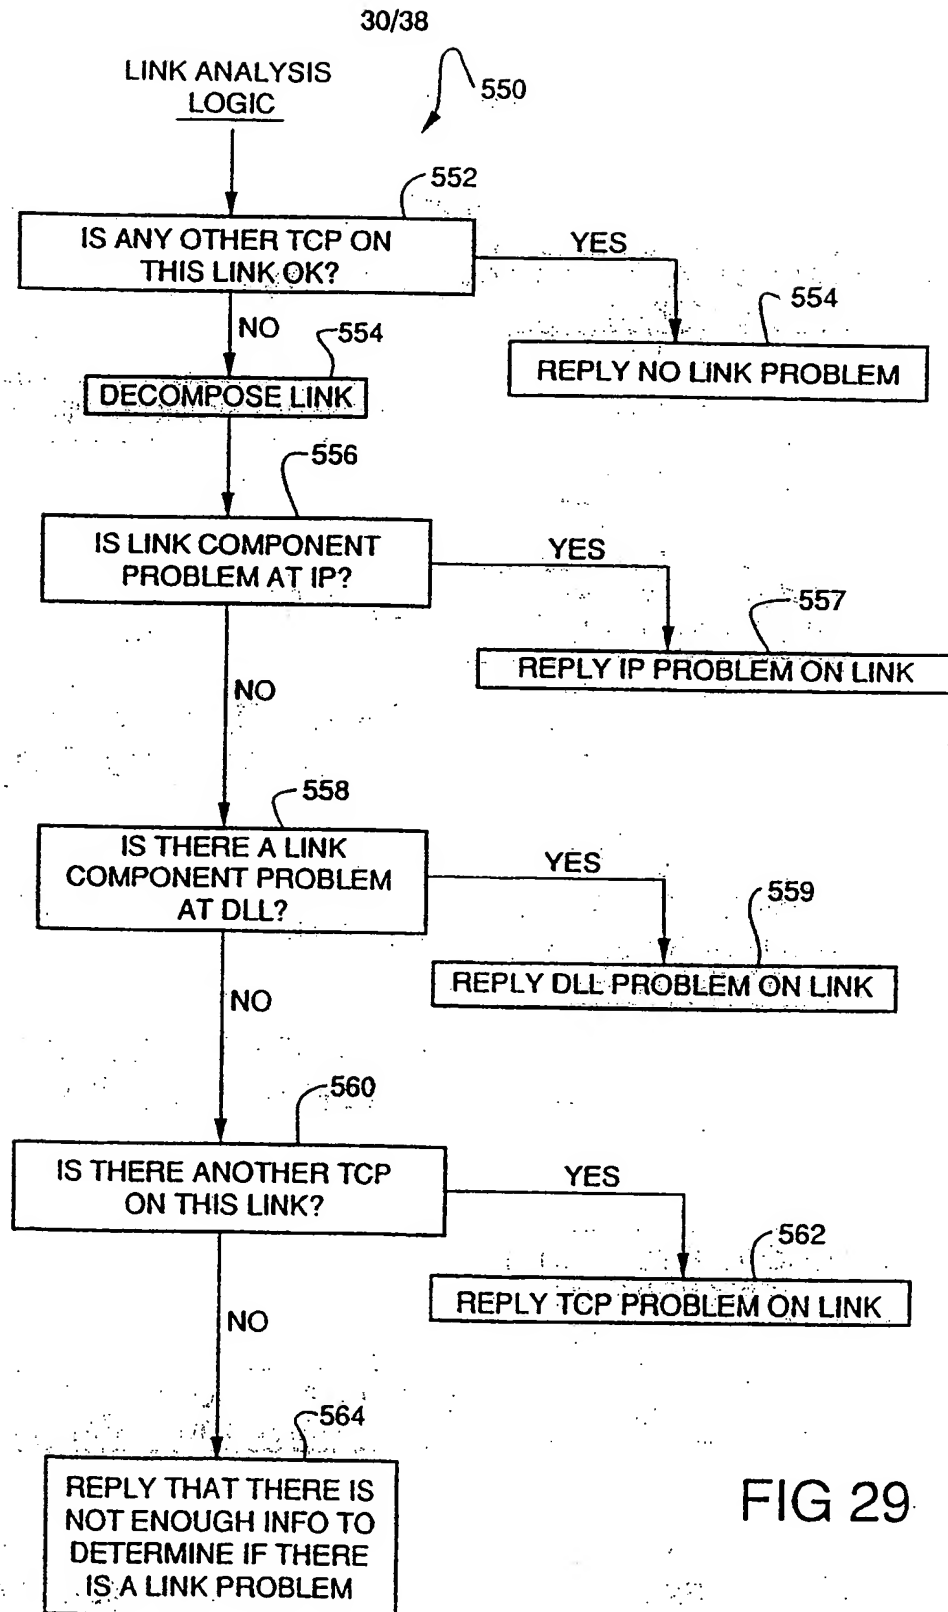 30/38
LINK ANALYSIS
LOGIC
550
552
IS ANY OTHER TCP ON
THIS LINK OK?
YES
NO
554
554
DECOMPOSE LINK
REPLY NO LINK PROBLEM
556
IS LINK COMPONENT
PROBLEM AT IP?
YES
557
REPLY IP PROBLEM ON LINK
NO
558
IS THERE A LINK
COMPONENT PROBLEM
AT DLL?
YES
559
REPLY DLL PROBLEM ON LINK
NO
560
IS THERE ANOTHER TCP
ON THIS LINK?
YES
562
REPLY TCP PROBLEM ON LINK
NO
564
REPLY THAT THERE IS
NOT ENOUGH INFO TO
DETERMINE IF THERE
IS A LINK PROBLEM
FIG 29